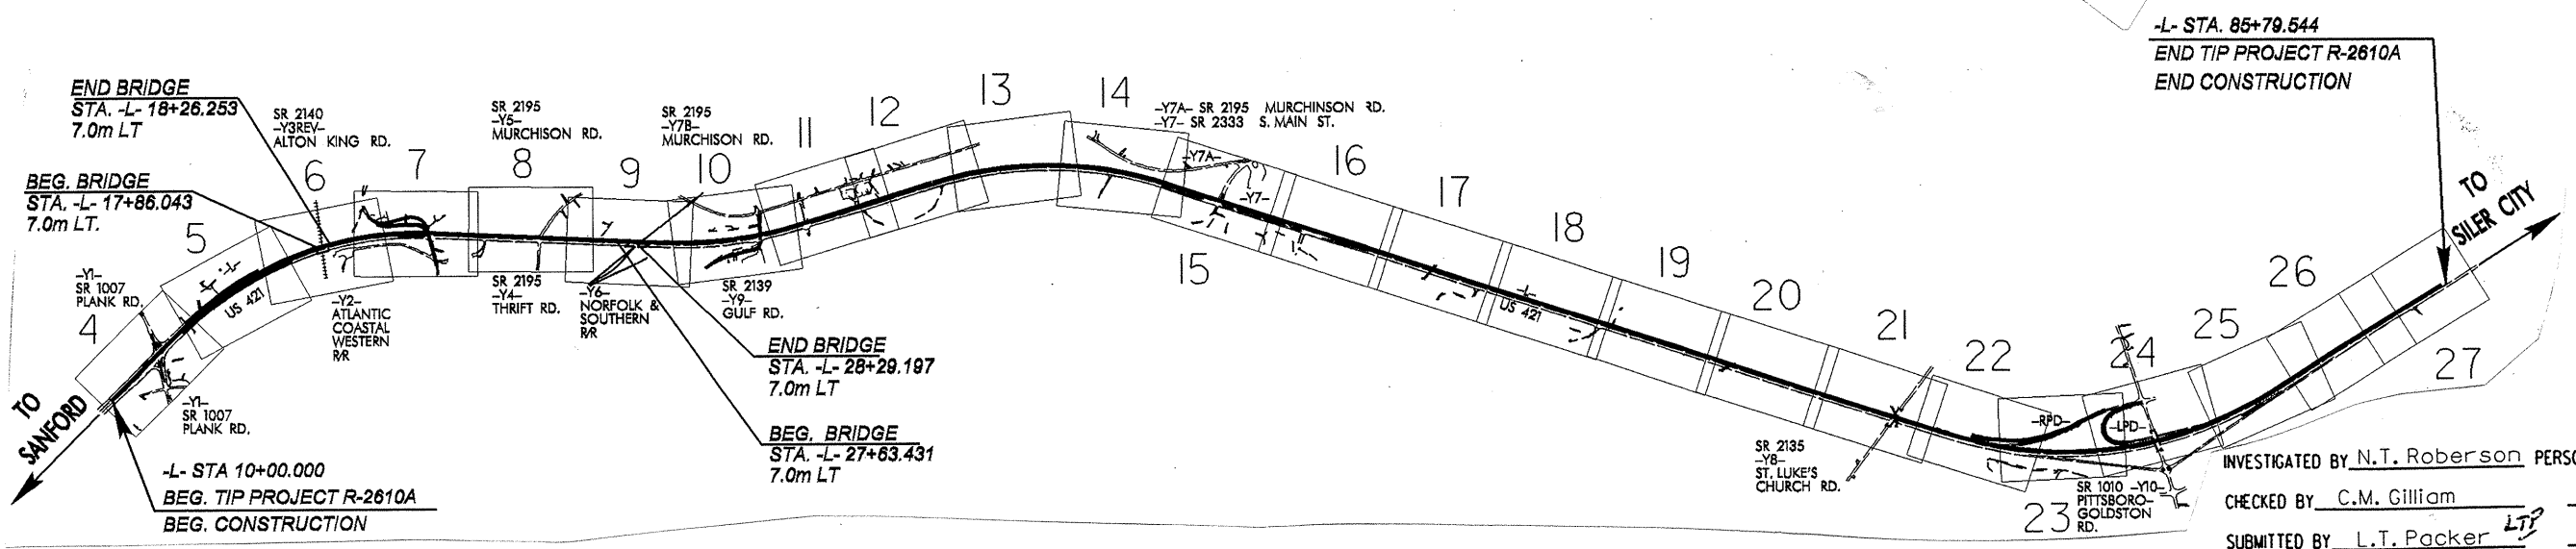 -L- STA. 85+79.544
END TIP PROJECT R-2610A
END CONSTRUCTION
END BRIDGE
STA. -L- 18+26.253
7.0m LT
BEG. BRIDGE
STA. -L- 17+86.043
7.0m LT.
SR 2140
-Y3REV-
ALTON KING RD.
SR 2195
-Y5-
MURCHISON RD.
SR 2195
-Y7B-
MURCHISON RD.
-Y7A- SR 2195 MURCHINSON RD.
-Y7- SR 2333 S. MAIN ST.
4
5
6
7
8
9
10
11
12
13
14
15
16
17
18
19
20
21
22
23
24
25
26
27
-Y1-
SR 1007
PLANK RD.
-L-
US 421
-Y2-
ATLANTIC
COASTAL
WESTERN
R/R
SR 2195
-Y4-
THRIFT RD.
-Y6-
NORFOLK &
SOUTHERN
R/R
SR 2139
-Y9-
GULF RD.
-Y7A-
-Y7-
-L-
US 421
TO
SILER CITY
TO
SANFORD
-Y1-
SR 1007
PLANK RD.
END BRIDGE
STA. -L- 28+29.197
7.0m LT
BEG. BRIDGE
STA. -L- 27+63.431
7.0m LT
-L- STA 10+00.000
BEG. TIP PROJECT R-2610A
BEG. CONSTRUCTION
SR 2135
-Y8-
ST. LUKE'S
CHURCH RD.
-RPD-
-LPD-
SR 1010 -Y10-
PITTSBORO-
GOLDSTON
RD.
INVESTIGATED BY N.T. Roberson PERSO
CHECKED BY C.M. Gilliam
SUBMITTED BY L.T. Packer LTP